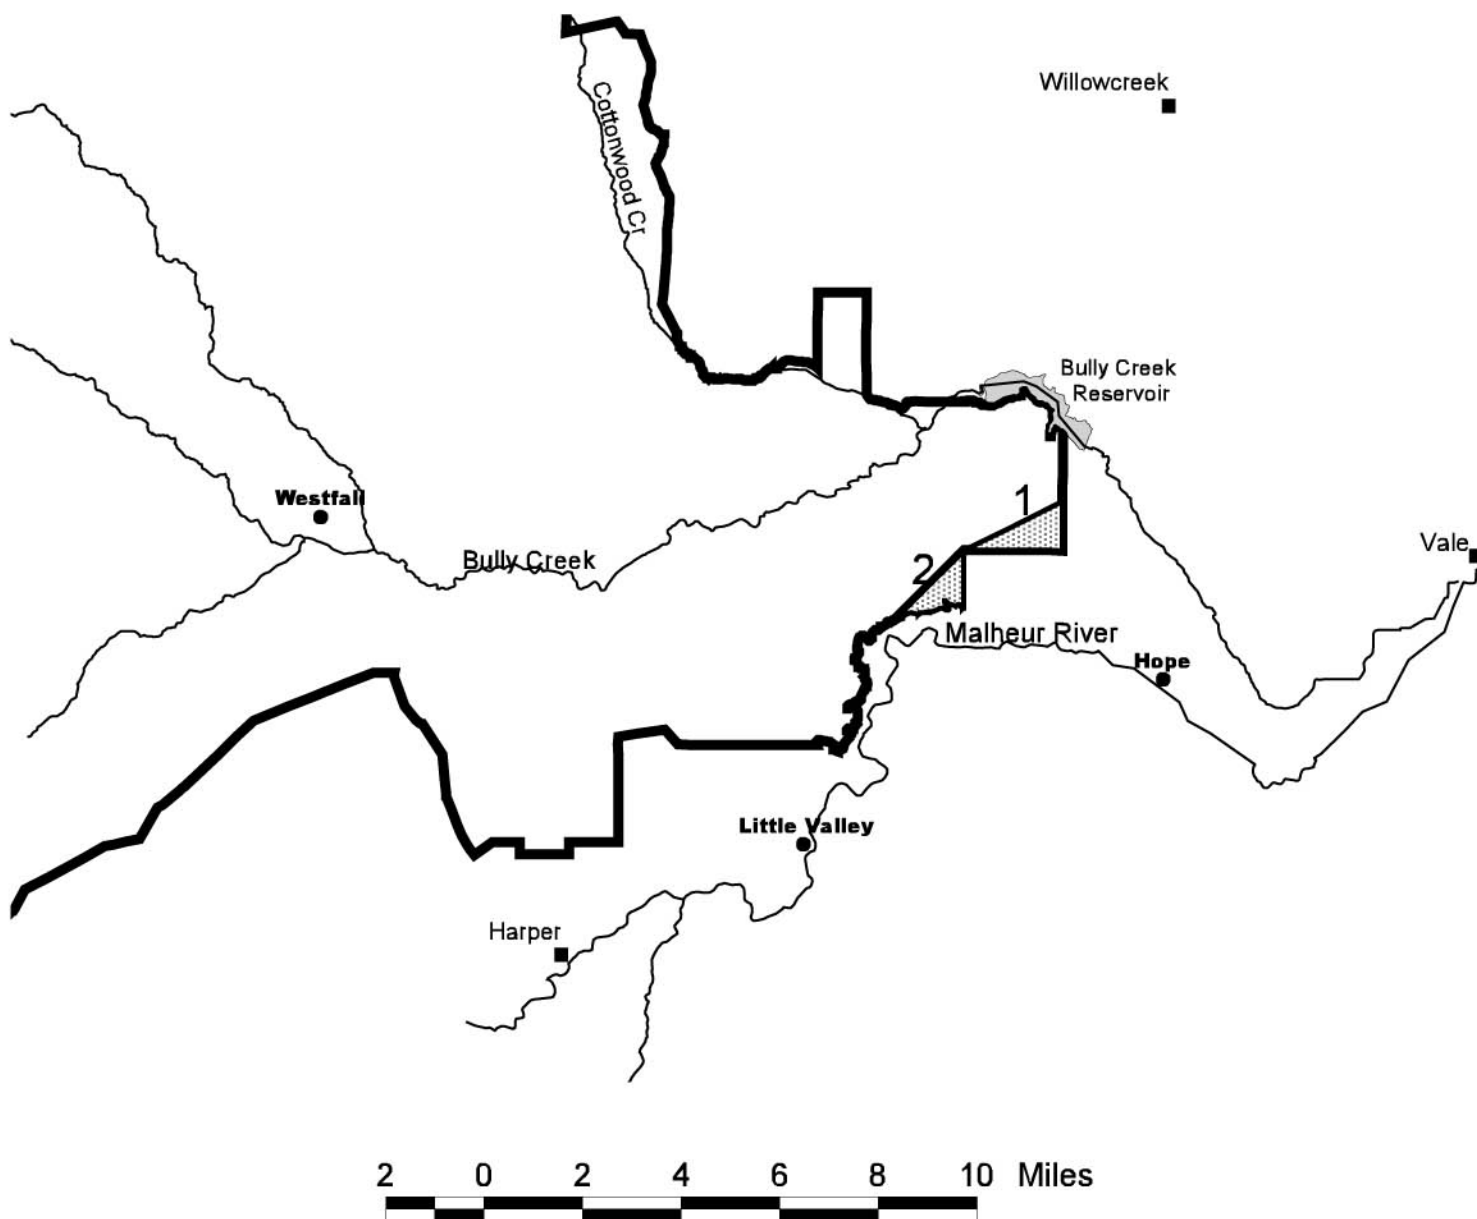 Willowcreek
Cottonwood Cr
Bully Creek
Reservoir
Westfall
1
Bully Creek
2
Vale
Malheur River
Hope
Little Valley
Harper
2 0 2 4 6 8 10 Miles